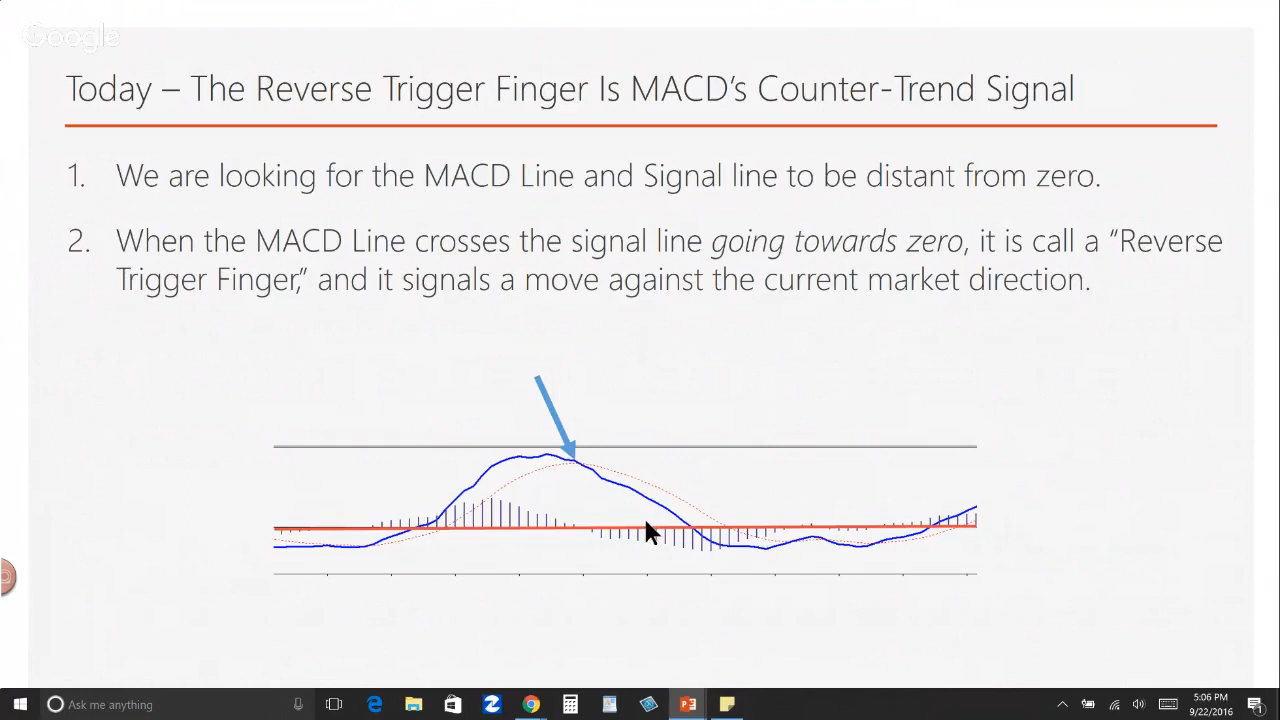 Google
Today – The Reverse Trigger Finger Is MACD's Counter-Trend Signal
1. We are looking for the MACD Line and Signal line to be distant from zero.
2. When the MACD Line crosses the signal line going towards zero, it is call a “Reverse
Trigger Finger,” and it signals a move against the current market direction.
Ask me anything
5:06 PM
9/22/2016